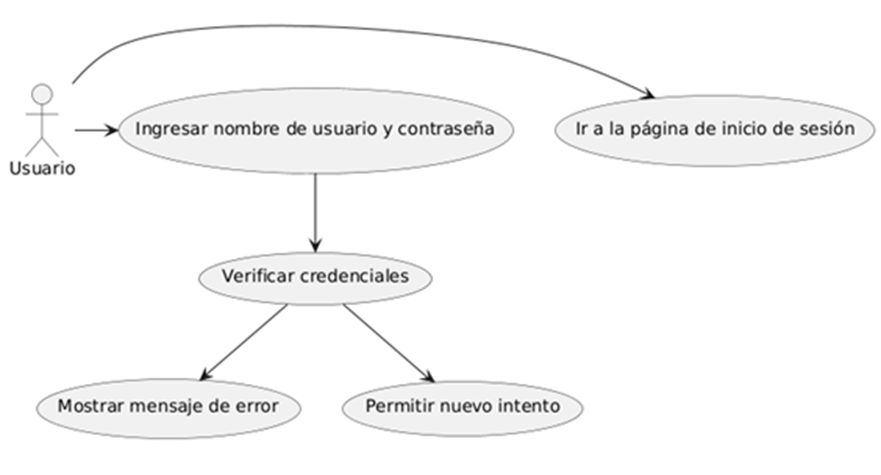 Usuario
Ingresar nombre de usuario y contraseña
Ir a la página de inicio de sesión
Verificar credenciales
Mostrar mensaje de error
Permitir nuevo intento